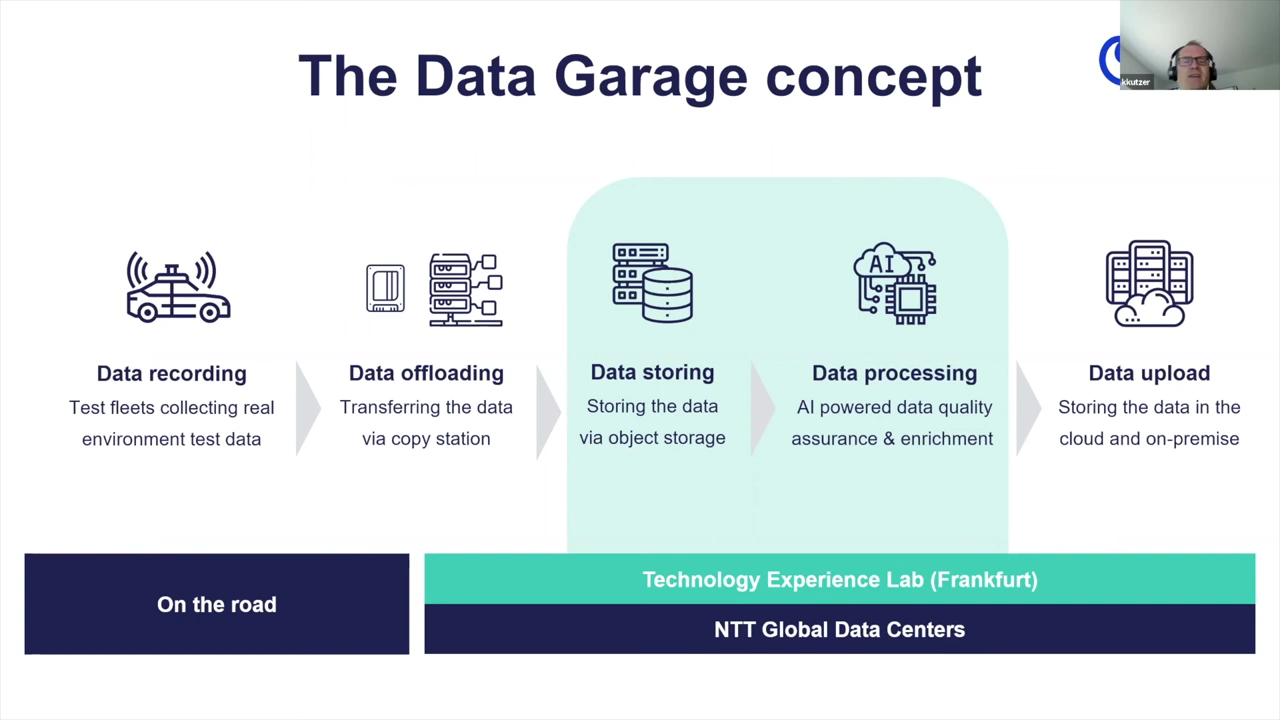 The Data Garage concept
kkutzer
AI
Data recording
Test fleets collecting real
environment test data
Data offloading
Transferring the data
via copy station
Data storing
Storing the data
via object storage
Data processing
AI powered data quality
assurance & enrichment
Data upload
Storing the data in the
cloud and on-premise
On the road
Technology Experience Lab (Frankfurt)
NTT Global Data Centers